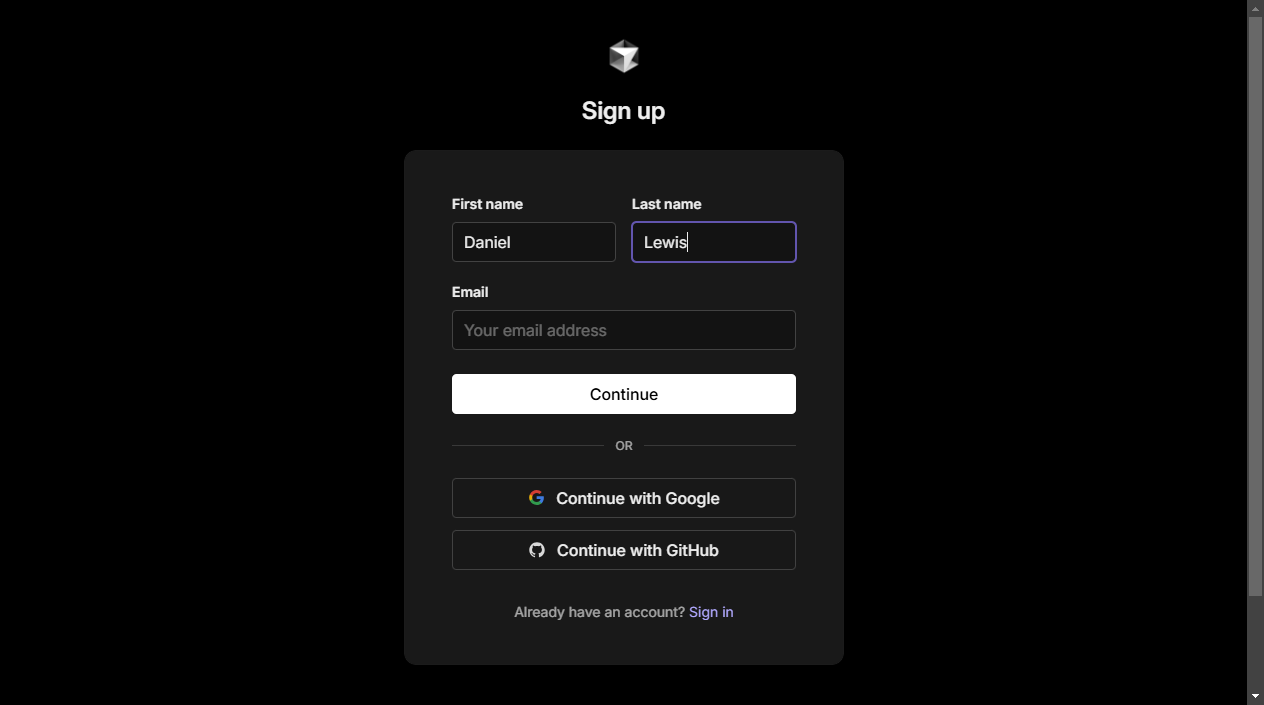 Sign up
First name
Last name
Daniel
Lewis
Email
Your email address
Continue
OR
Continue with Google
Continue with GitHub
Already have an account? Sign in